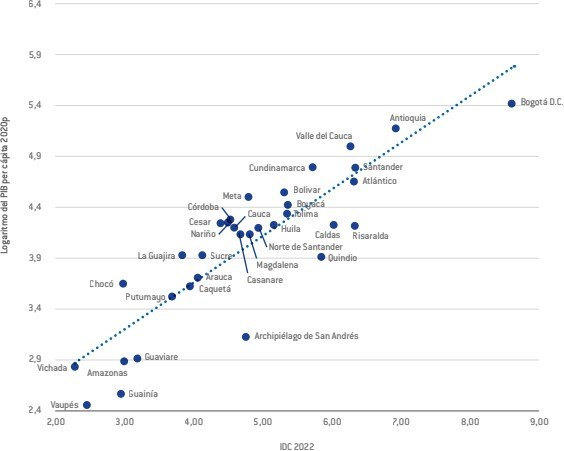 6,4
5,9
5,4
4,9
4,4
3,9
3,4
2,9
2,4
Logaritmo del PIB per cápita 2020p
Bogotá D.C.
Antioquia
Valle del Cauca
Cundinamarca
Santander
Atlántico
Meta
Bolivar
Boyacá
Córdoba
Cauca
Tolima
Cesar
Nariño
Huila
Caldas
Risaralda
Norte de Santander
La Guajira
Sucre
Magdalena
Quindio
Casanare
Chocó
Arauca
Putumayo
Caquetá
Archipiélago de San Andrés
Vichada
Amazonas
Guaviare
Vaupés
Guainía
2,00
3,00
4,00
5,00
6,00
7,00
8,00
9,00
IDC 2022